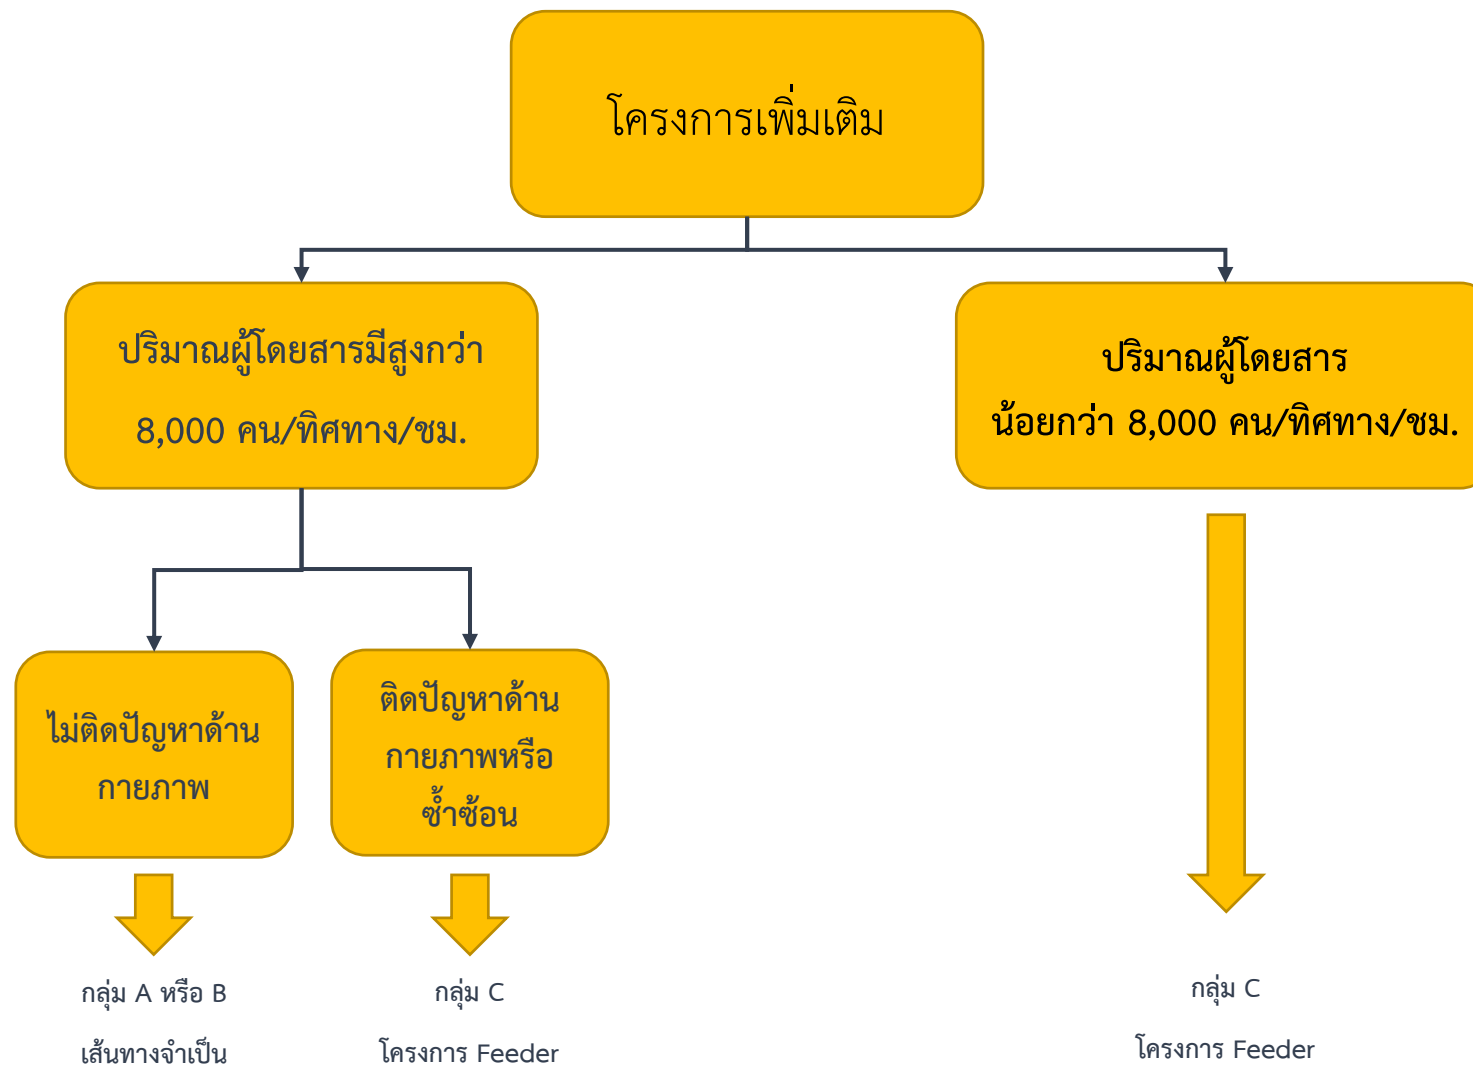 โครงการเพิ่มเติม
ปริมาณผู้โดยสารมีสูงกว่า
8,000 คน/ทิศทาง/ชม.
ปริมาณผู้โดยสาร
น้อยกว่า 8,000 คน/ทิศทาง/ชม.
ไม่ติดปัญหาด้าน
กายภาพ
ติดปัญหาด้าน
กายภาพหรือ
ซ้ำซ้อน
กลุ่ม A หรือ B
เส้นทางจำเป็น
กลุ่ม C
โครงการ Feeder
กลุ่ม C
โครงการ Feeder